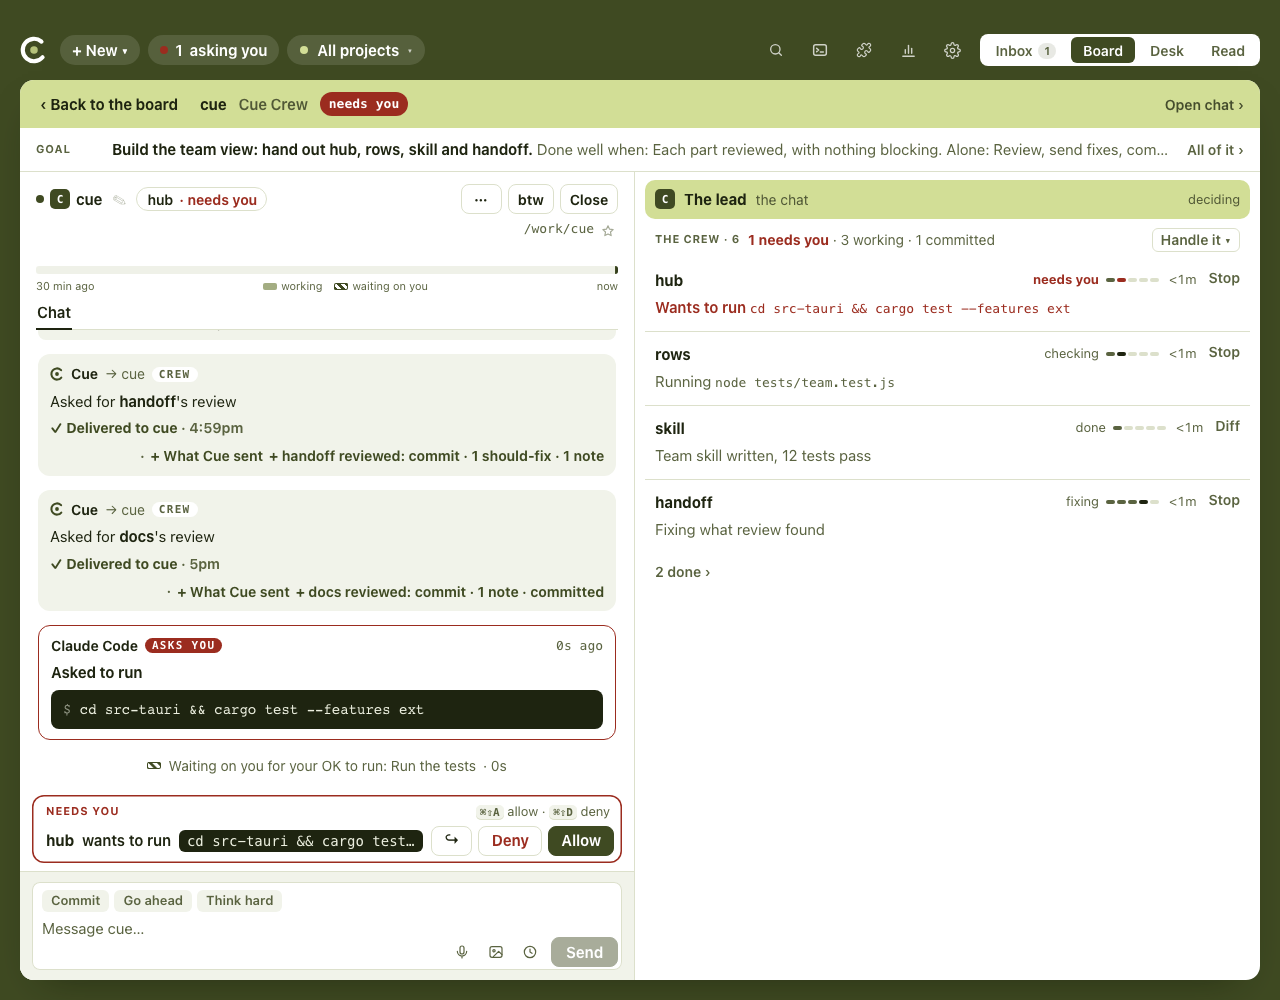 + New ▾
1 asking you
All projects
Inbox 1
Board
Desk
Read
‹ Back to the board
cue
Cue Crew
needs you
Open chat ›
GOAL
Build the team view: hand out hub, rows, skill and handoff. Done well when: Each part reviewed, with nothing blocking. Alone: Review, send fixes, com...
All of it ›
C cue
hub · needs you
···
btw
Close
/work/cue
30 min ago
working
waiting on you
now
Chat
Cue → cue CREW
Asked for handoff's review
✓ Delivered to cue · 4:59pm
· + What Cue sent + handoff reviewed: commit · 1 should-fix · 1 note
Cue → cue CREW
Asked for docs's review
✓ Delivered to cue · 5pm
· + What Cue sent + docs reviewed: commit · 1 note · committed
Claude Code ASKS YOU
0s ago
Asked to run
$ cd src-tauri && cargo test --features ext
Waiting on you for your OK to run: Run the tests · 0s
NEEDS YOU
⌘⇧A allow · ⌘⇧D deny
hub wants to run cd src-tauri && cargo test…
↪
Deny
Allow
Commit
Go ahead
Think hard
Message cue...
Send
C The lead the chat
deciding
THE CREW · 6 1 needs you · 3 working · 1 committed
Handle it ▾
hub
needs you <1m Stop
Wants to run cd src-tauri && cargo test --features ext
rows
checking <1m Stop
Running node tests/team.test.js
skill
done <1m Diff
Team skill written, 12 tests pass
handoff
fixing <1m Stop
Fixing what review found
2 done ›